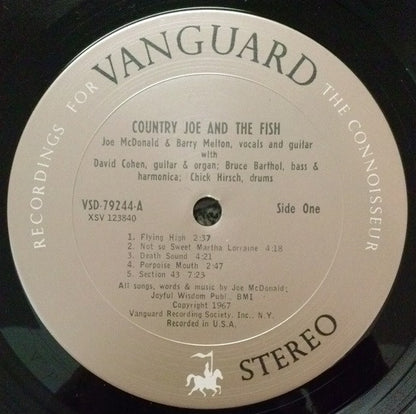 RECORDINGS FOR VANGUARD THE CONNOISSEUR
COUNTRY JOE AND THE FISH
Joe McDonald & Barry Melton, vocals and guitar
with
David Cohen, guitar & organ; Bruce Barthol, bass &
harmonica; Chick Hirsch, drums
VSD-79244-A
XSV 123840
Side One
1. Flying High 2:37
2. Not so Sweet Martha Lorraine 4:18
3. Death Sound 4:21
4. Porpoise Mouth 2:47
5. Section 43 7:23
All songs, words & music by Joe McDonald;
Joyful Wisdom Publ., BMI
Copyright 1967
Vanguard Recording Society, Inc., N.Y.
Recorded in U.S.A.
STEREO